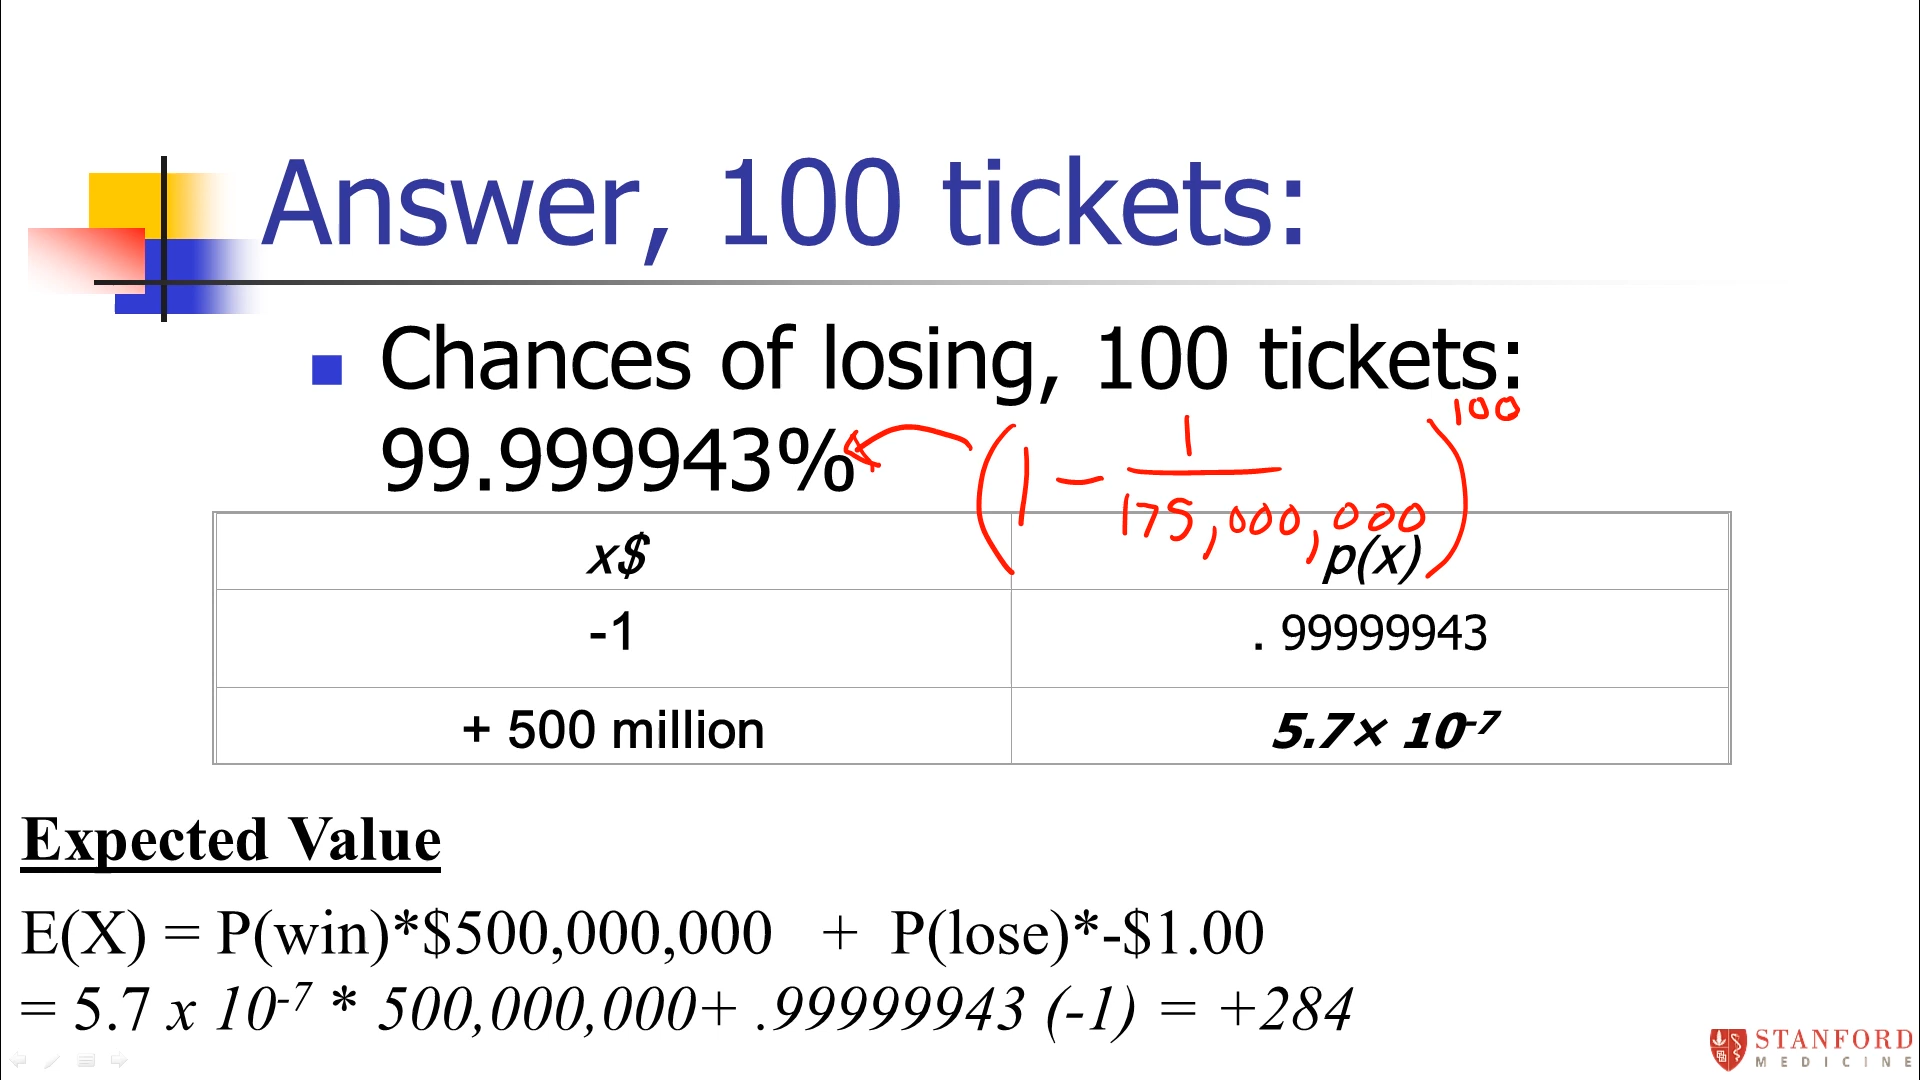 Answer, 100 tickets:
Chances of losing, 100 tickets:
99.999943%
(1 - 1/175,000,000)^100
x$ p(x)
-1 . 99999943
+ 500 million 5.7× 10⁻⁷
Expected Value
E(X) = P(win)*$500,000,000 + P(lose)*-$1.00
= 5.7 x 10⁻⁷ * 500,000,000+ .99999943 (-1) = +284
STANFORD
MEDICINE